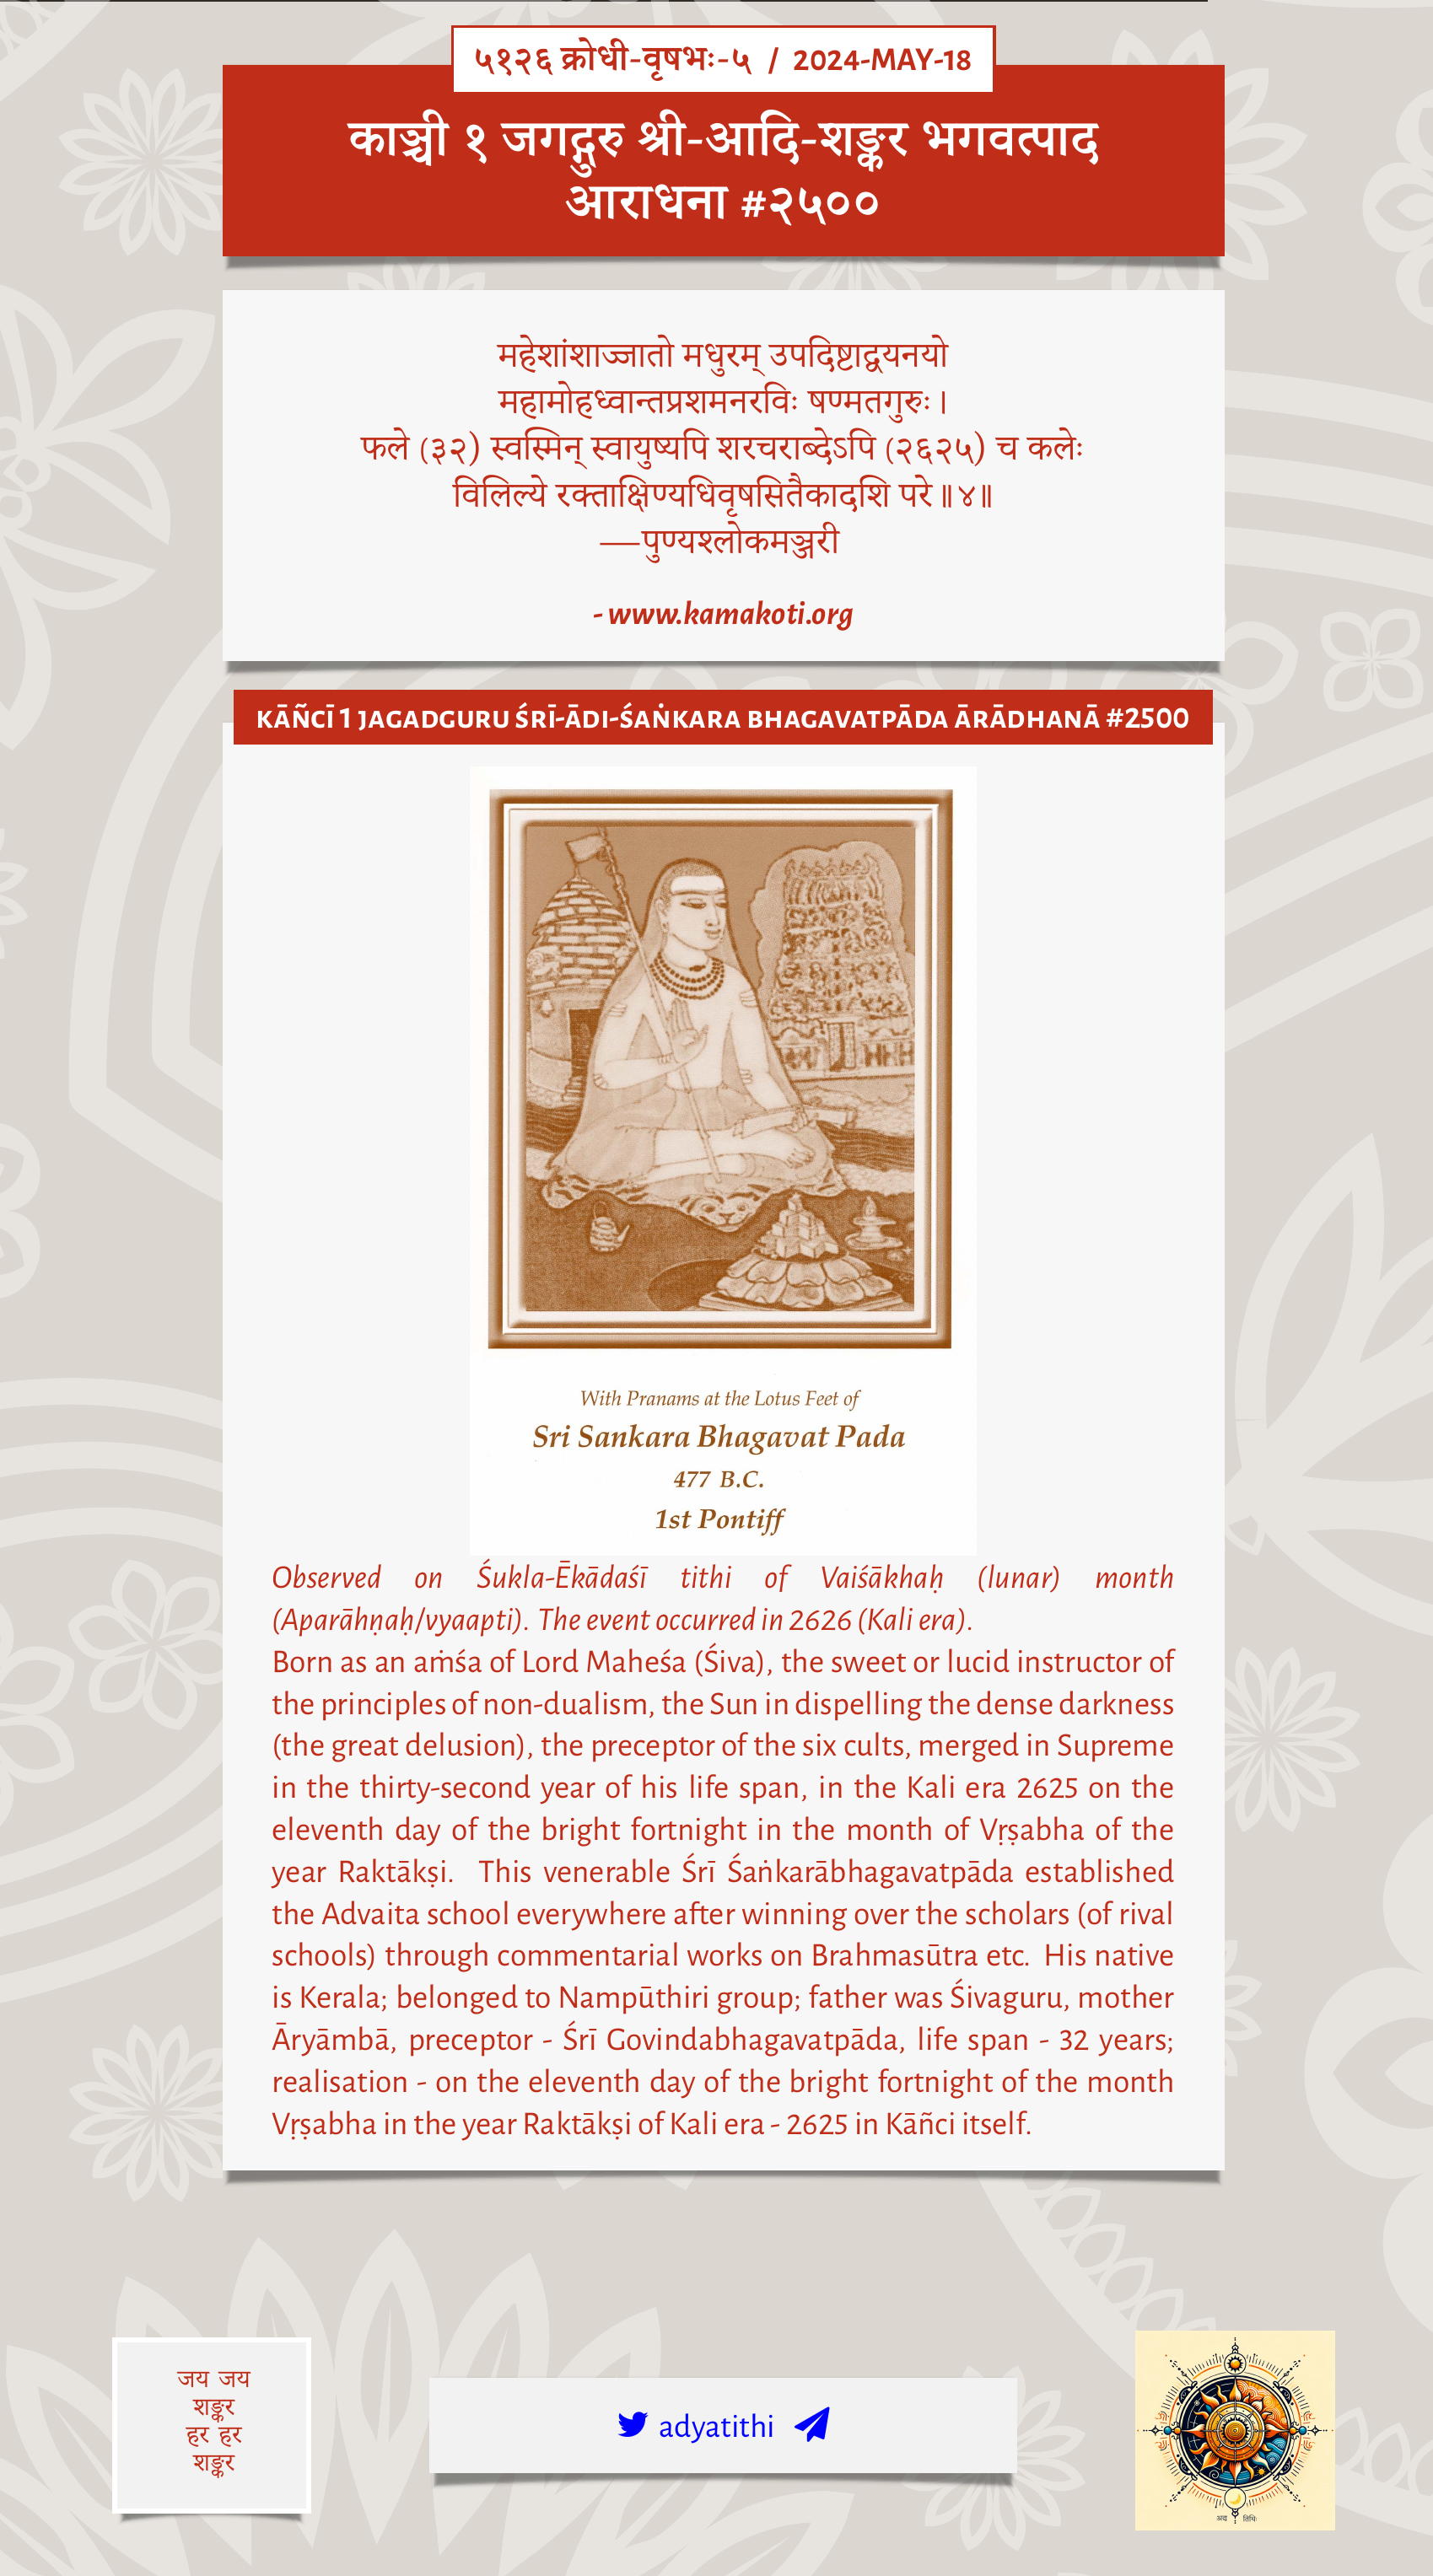 ५१२६ क्रोधी-वृषभः-५ / 2024-MAY-18
काञ्ची १ जगद्गुरु श्री-आदि-शङ्कर भगवत्पाद
आराधना #२५००
महेशांशाज्जातो मधुरम् उपदिष्टाद्वयनयो
महामोहध्वान्तप्रशमनरविः षण्मतगुरुः।
फले (३२) स्वस्मिन् स्वायुष्यपि शरचराब्देऽपि (२६२५) च कलेः
विलिल्ये रक्ताक्षिण्यधिवृषसितैकादशि परे॥४॥
—पुण्यश्लोकमञ्जरी
- www.kamakoti.org
KĀÑCĪ 1 JAGADGURU ŚRĪ-ĀDI-ŚAṄKARA BHAGAVATPĀDA ĀRĀDHANĀ #2500
With Pranams at the Lotus Feet of
Sri Sankara Bhagavat Pada
477 B.C.
1st Pontiff
Observed on Śukla-Ēkādaśī tithi of Vaiśākhaḥ (lunar) month
(Aparāhṇaḥ/vyaapti). The event occurred in 2626 (Kali era).
Born as an aṁśa of Lord Maheśa (Śiva), the sweet or lucid instructor of
the principles of non-dualism, the Sun in dispelling the dense darkness
(the great delusion), the preceptor of the six cults, merged in Supreme
in the thirty-second year of his life span, in the Kali era 2625 on the
eleventh day of the bright fortnight in the month of Vṛṣabha of the
year Raktākṣi. This venerable Śrī Śaṅkarābhagavatpāda established
the Advaita school everywhere after winning over the scholars (of rival
schools) through commentarial works on Brahmasūtra etc. His native
is Kerala; belonged to Nampūthiri group; father was Śivaguru, mother
Āryāmbā, preceptor - Śrī Govindabhagavatpāda, life span - 32 years;
realisation - on the eleventh day of the bright fortnight of the month
Vṛṣabha in the year Raktākṣi of Kali era - 2625 in Kāñci itself.
जय जय
शङ्कर
हर हर
शङ्कर
adyatithi
अद्य तिथिः